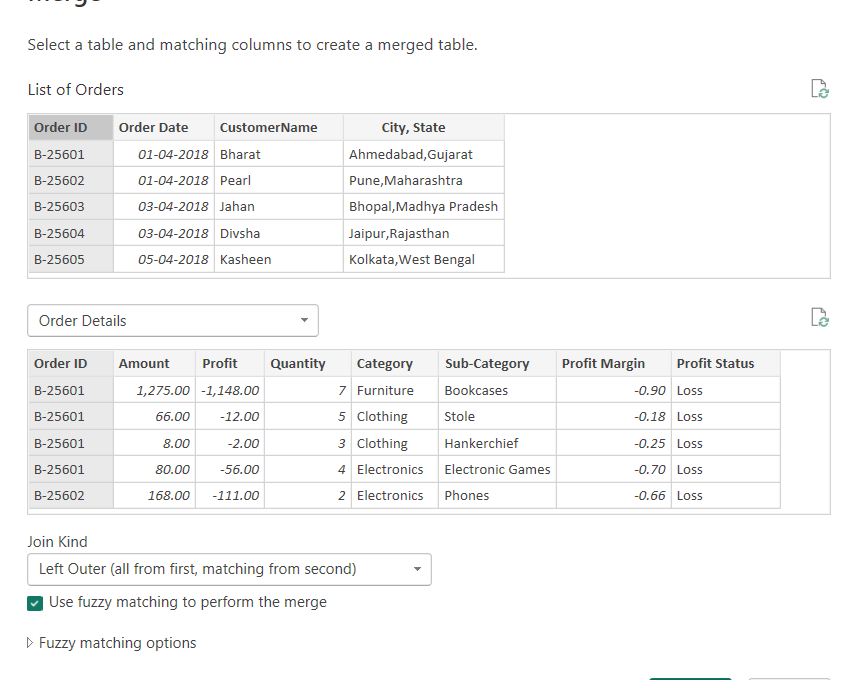 Select a table and matching columns to create a merged table.
List of Orders
Order ID Order Date CustomerName City, State
B-25601 01-04-2018 Bharat Ahmedabad,Gujarat
B-25602 01-04-2018 Pearl Pune,Maharashtra
B-25603 03-04-2018 Jahan Bhopal,Madhya Pradesh
B-25604 03-04-2018 Divsha Jaipur,Rajasthan
B-25605 05-04-2018 Kasheen Kolkata,West Bengal
Order Details
Order ID Amount Profit Quantity Category Sub-Category Profit Margin Profit Status
B-25601 1,275.00 -1,148.00 7 Furniture Bookcases -0.90 Loss
B-25601 66.00 -12.00 5 Clothing Stole -0.18 Loss
B-25601 8.00 -2.00 3 Clothing Hankerchief -0.25 Loss
B-25601 80.00 -56.00 4 Electronics Electronic Games -0.70 Loss
B-25602 168.00 -111.00 2 Electronics Phones -0.66 Loss
Join Kind
Left Outer (all from first, matching from second)
Use fuzzy matching to perform the merge
Fuzzy matching options